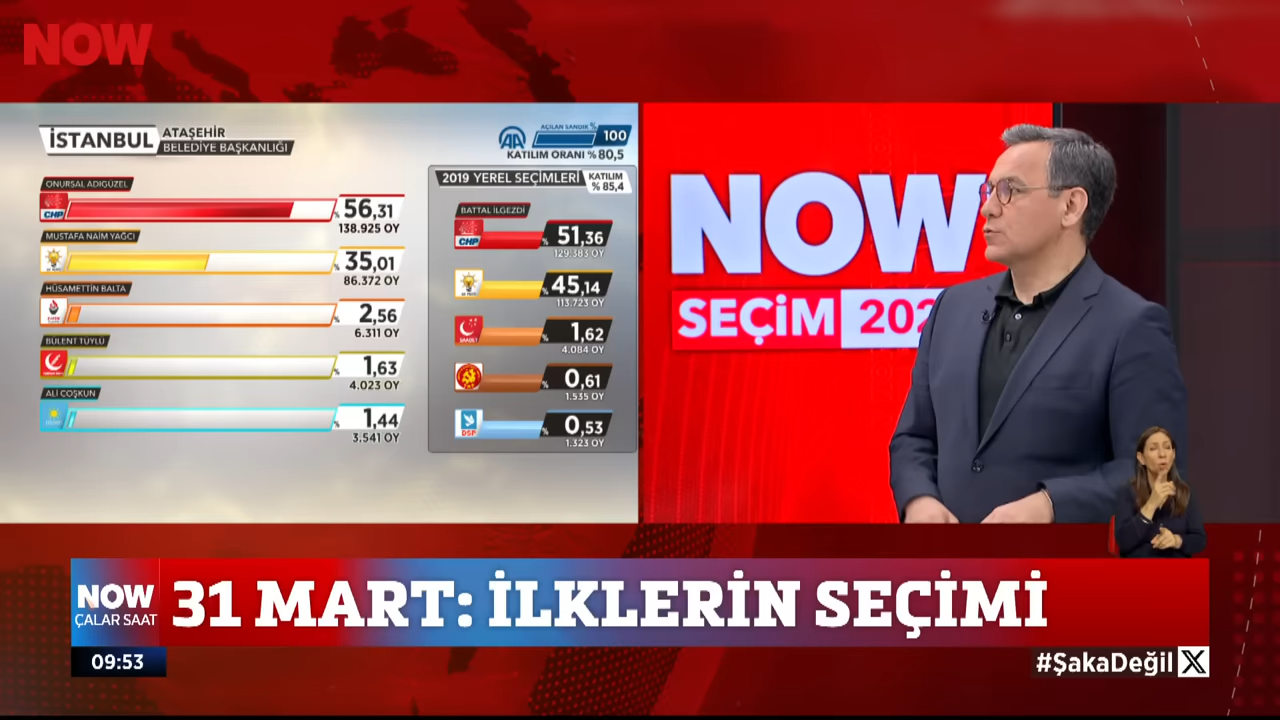 NOW
İSTANBUL
ATAŞEHİR
BELEDİYE BAŞKANLIĞI
AA
AÇILAN SANDIK %
100
KATILIM ORANI % 80,5
ONURSAL ADIGÜZEL
CHP
% 56,31
138.925 OY
MUSTAFA NAİM YAĞCI
% 35,01
86.372 OY
HÜSAMETTİN BALTA
% 2,56
6.311 OY
BÜLENT TÜYLÜ
% 1,63
4.023 OY
ALİ COŞKUN
% 1,44
3.541 OY
2019 YEREL SEÇİMLERİ
KATILIM
% 85,4
BATTAL İLGEZDİ
CHP
% 51,36
129.383 OY
% 45,14
113.723 OY
SAADET
% 1,62
4.084 OY
% 0,61
1.535 OY
DSP
% 0,53
1.323 OY
NOW
SEÇİM 202
NOW
ÇALAR SAAT
31 MART: İLKLERİN SEÇİMİ
09:53
#ŞakaDeğil X